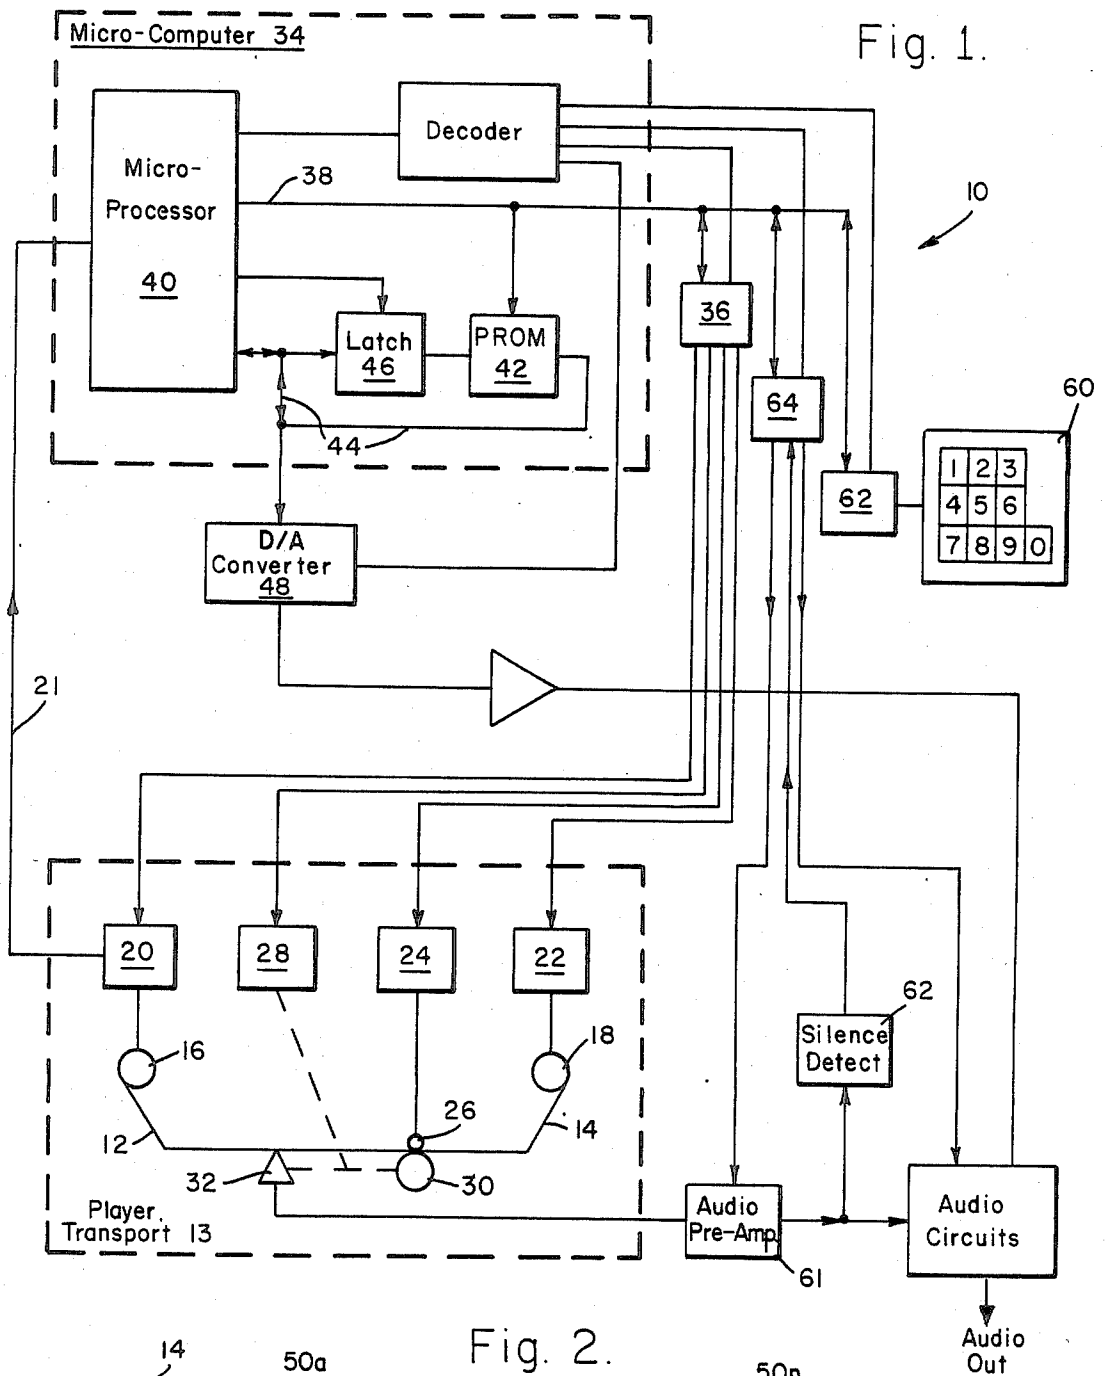 Micro-Computer 34
Fig. 1.
Decoder
Micro-
Processor
40
38
10
36
Latch
46
PROM
42
44
64
60
62
1 2 3
4 5 6
7 8 9 0
D/A
Converter
48
21
20
28
24
22
16
18
62
Silence
Detect
26
12
14
32
30
Player
Transport 13
Audio
Pre-Amp
61
Audio
Circuits
Audio
Out
Fig. 2.
14
50a
50n